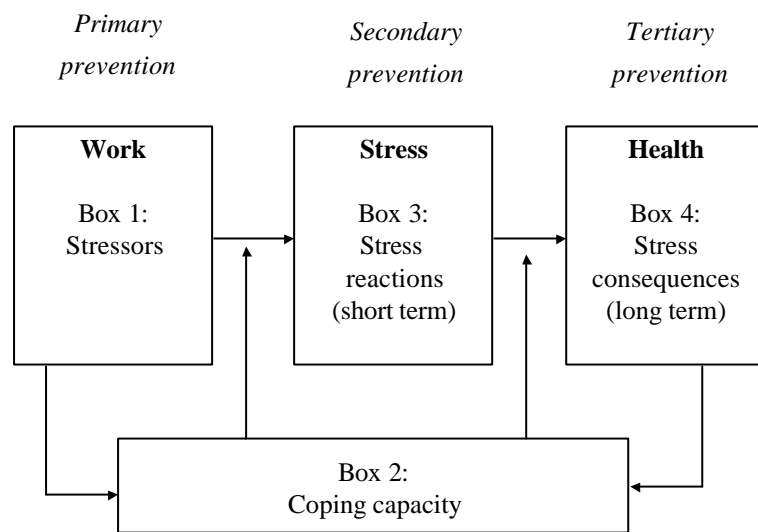 Primary
prevention
Secondary
prevention
Tertiary
prevention
Work
Box 1:
Stressors
Stress
Box 3:
Stress
reactions
(short term)
Health
Box 4:
Stress
consequences
(long term)
Box 2:
Coping capacity